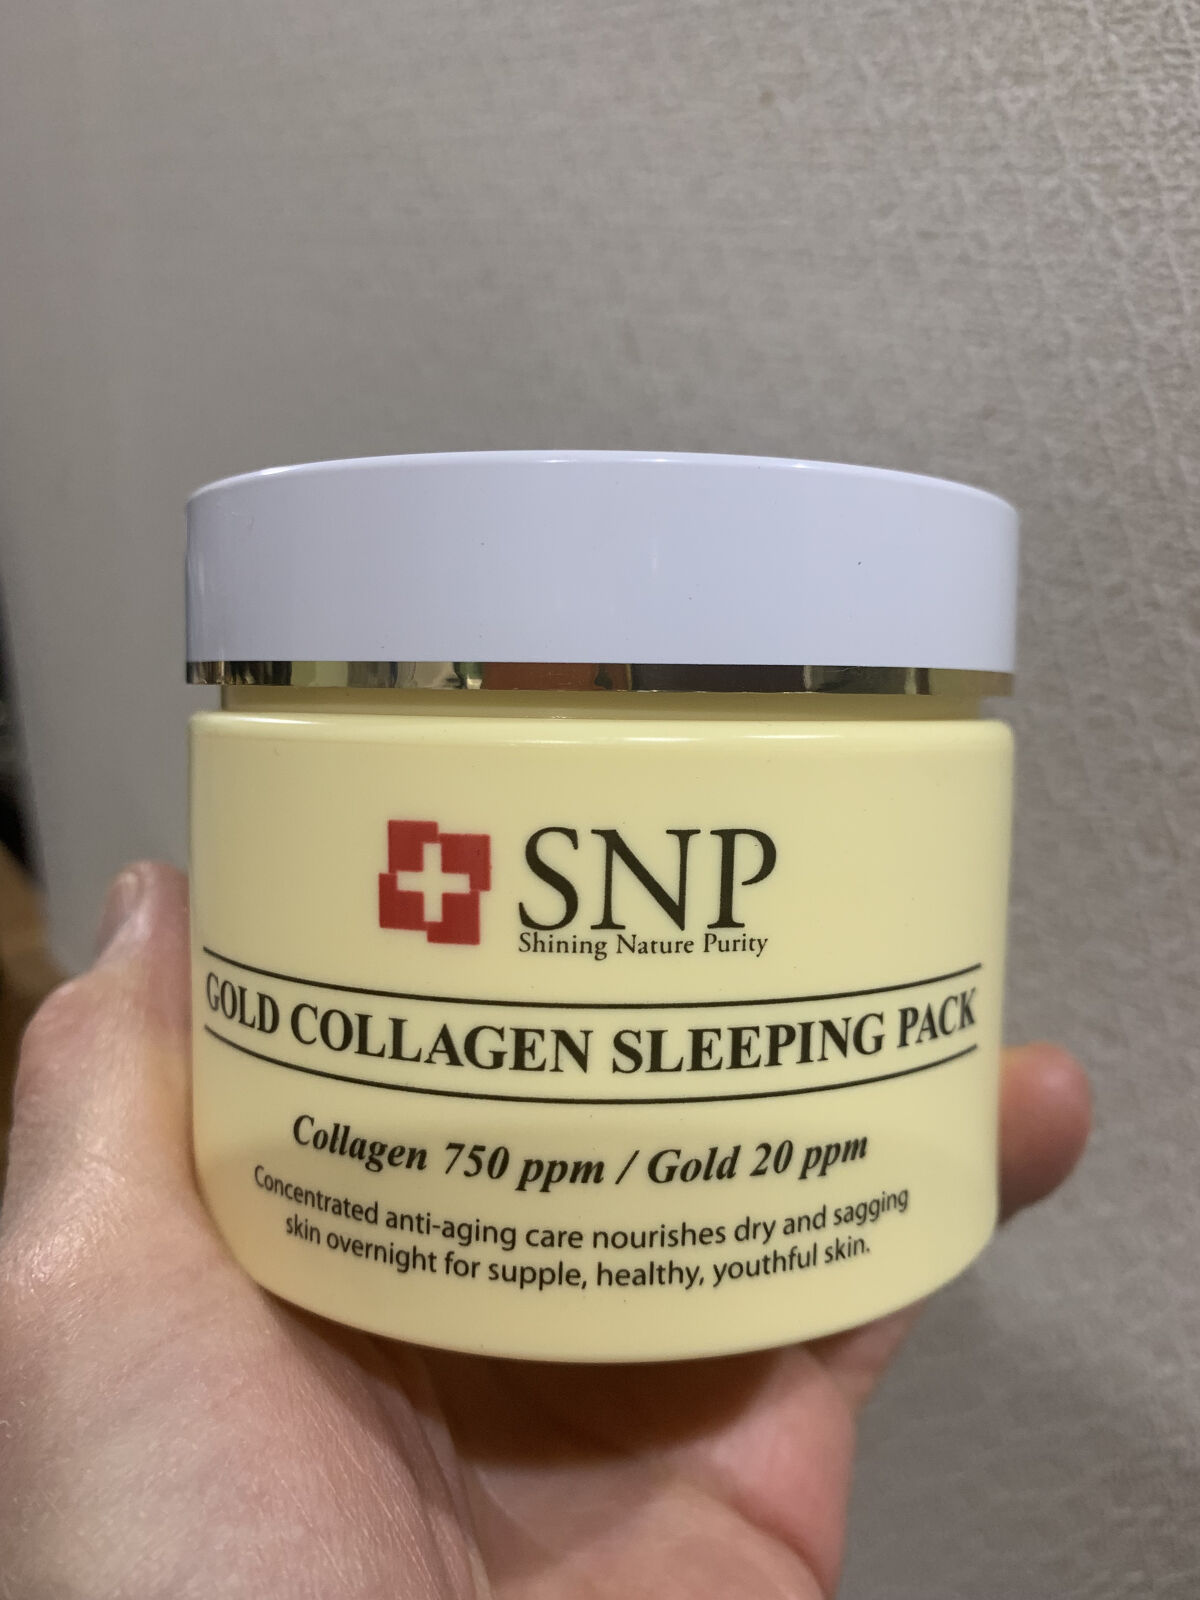 SNP
Shining Nature Purity
GOLD COLLAGEN SLEEPING PACK
Collagen 750 ppm / Gold 20 ppm
Concentrated anti-aging care nourishes dry and sagging
skin overnight for supple, healthy, youthful skin.